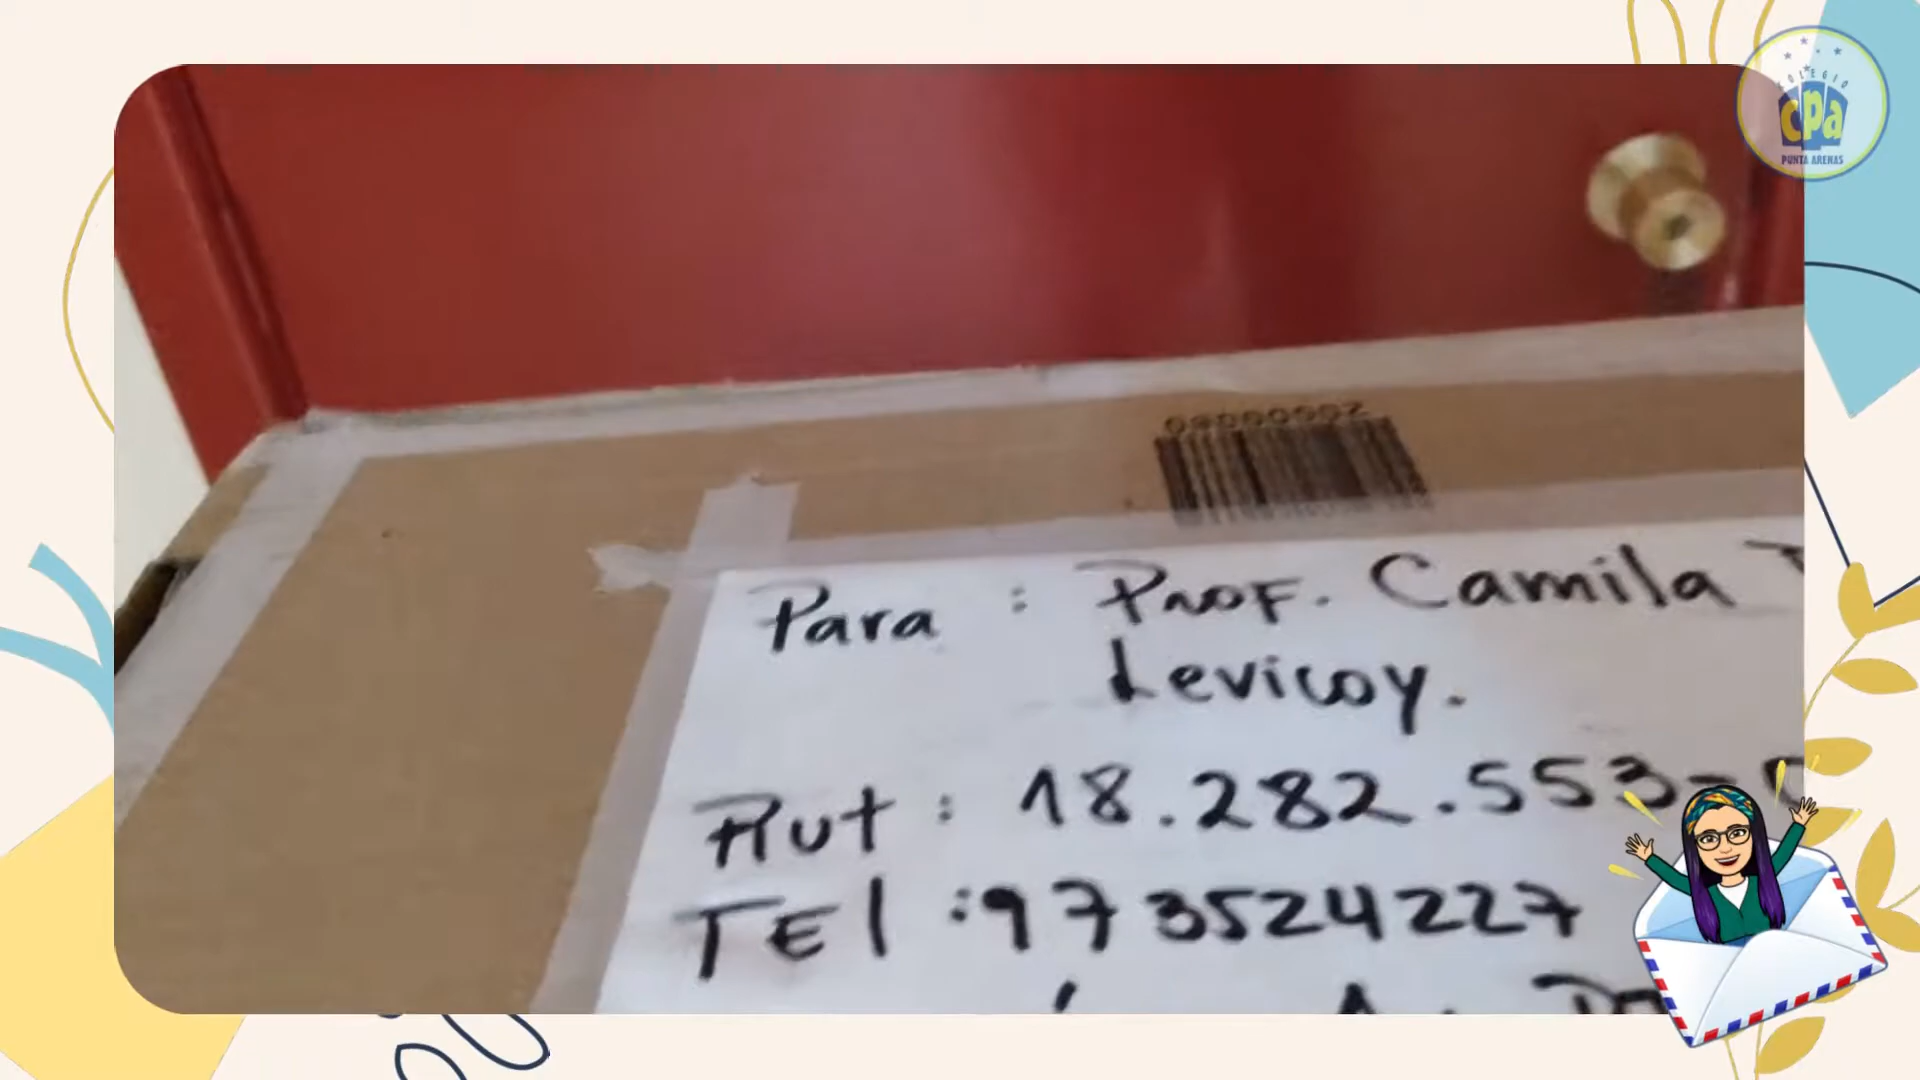 COLEGIO
cpa
PUNTA ARENAS
Para : Prof. Camila
Levicoy.
Rut : 18.282.553-
TEl : 973524227